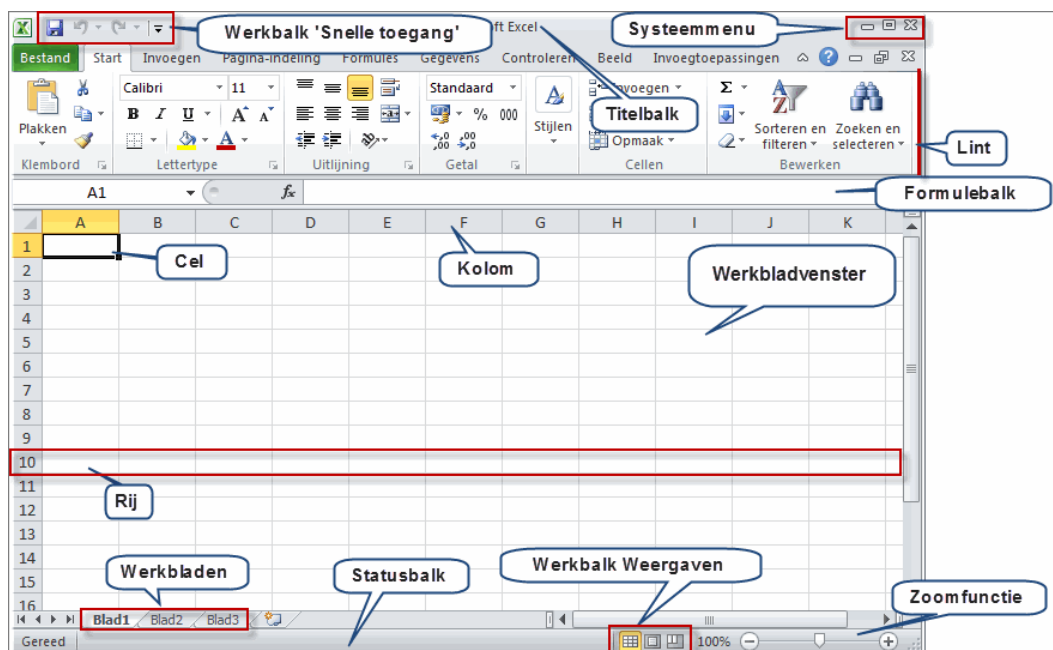 Werkbalk 'Snelle toegang'
ft Excel
Systeemmenu
Bestand Start Invoegen Pagina-indeling Formules Gegevens Controleren Beeld Invoegtoepassingen
Calibri 11 Standaard
Plakken
B I U A A % 000
Stijlen
Titelbalk
Opmaak
Σ
Sorteren en filteren
Zoeken en selecteren
Klembord Lettertype Uitlijning Getal Cellen Bewerken
Lint
A1 fx
Formulebalk
A B C D E F G H I J K
1
Cel
Kolom
Werkbladvenster
2
3
4
5
6
7
8
9
10
Rij
11
12
13
14
Werkbladen
Statusbalk
Werkbalk Weergaven
15
16
Zoomfunctie
Blad1 Blad2 Blad3
Gereed 100%